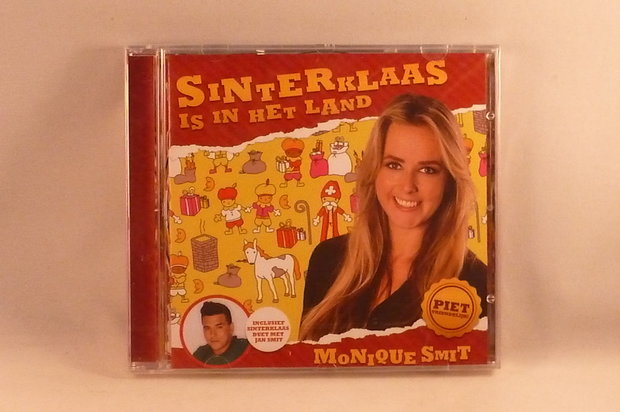 SINTERKLAAS
IS IN HET LAND
PIET
VRIENDELIJK!
INCLUSIEF
SINTERKLAAS
DUET MET
JAN SMIT
MONIQUE SMIT